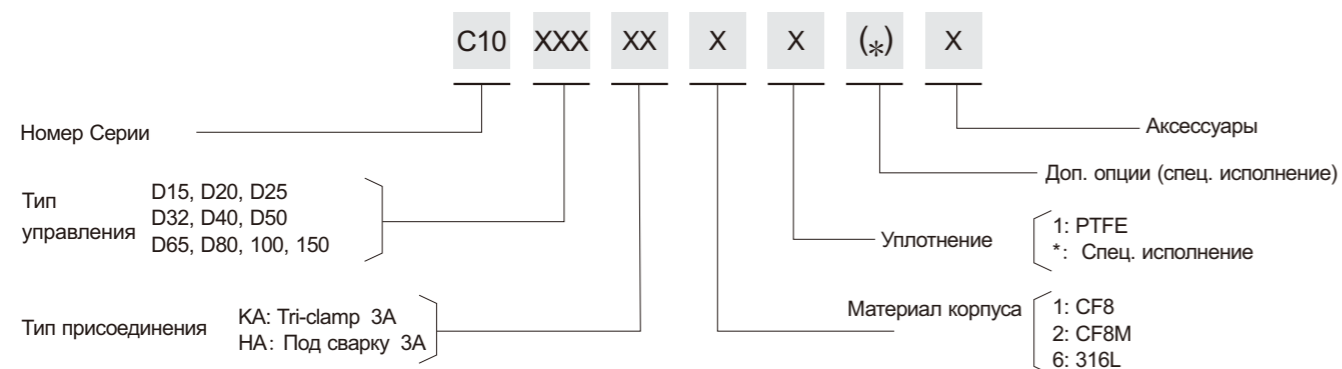 C10 XXX XX X X (*) X
Номер Серии
Аксессуары
Доп. опции (спец. исполнение)
Тип
управления
D15, D20, D25
D32, D40, D50
D65, D80, 100, 150
Уплотнение
1: PTFE
*: Спец. исполнение
Тип присоединения
KA: Tri-clamp 3A
HA: Под сварку 3A
Материал корпуса
1: CF8
2: CF8M
6: 316L